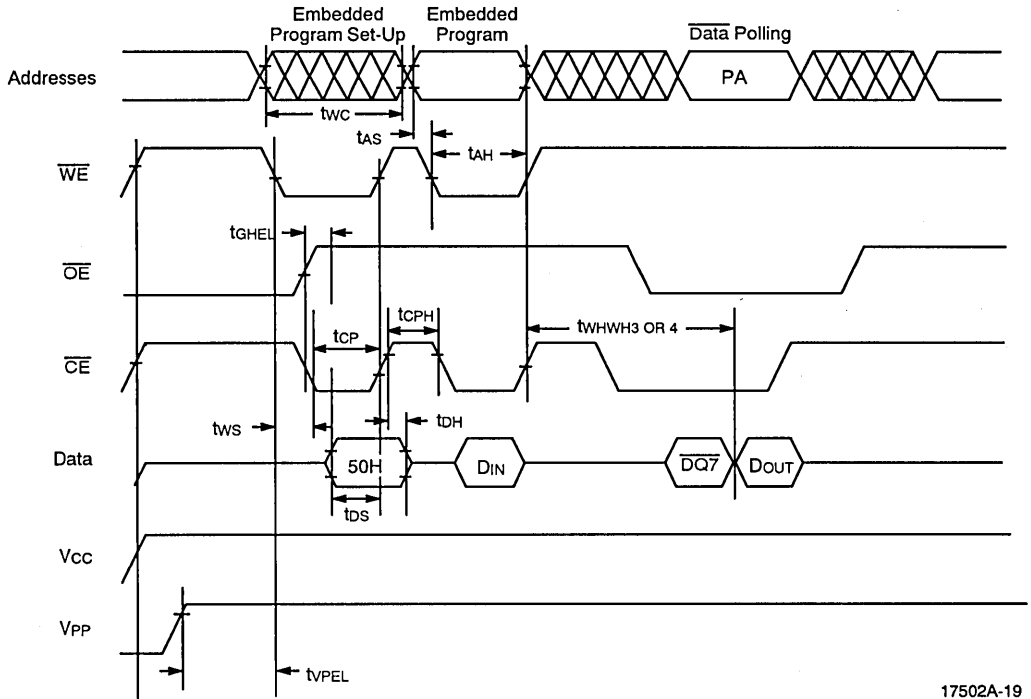 Embedded Program Set-Up
Embedded Program
DATA Polling
Addresses
PA
tWC
tAS
tAH
WE
tGHEL
OE
tCPH
tWHWH3 OR 4
tCP
CE
tWS
tDH
Data
50H
DIN
DQ7
DOUT
tDS
VCC
VPP
tVPEL
17502A-19